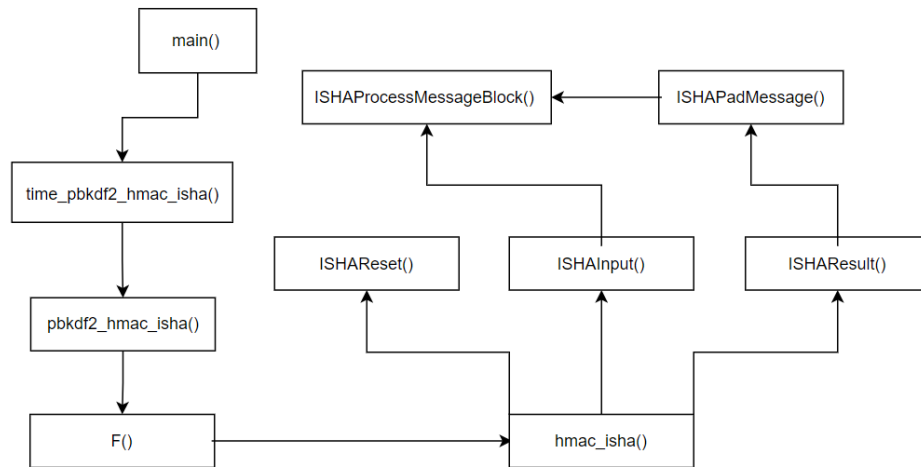 main()
ISHAProcessMessageBlock()
ISHAPadMessage()
time_pbkdf2_hmac_isha()
ISHAReset()
ISHAInput()
ISHAResult()
pbkdf2_hmac_isha()
F()
hmac_isha()